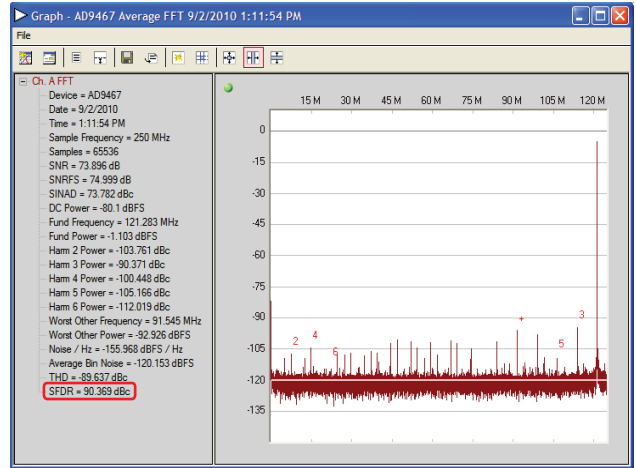 Graph - AD9467 Average FFT 9/2/2010 1:11:54 PM
File
Ch. A FFT
Device = AD9467
Date = 9/2/2010
Time = 1:11:54 PM
Sample Frequency = 250 MHz
Samples = 65536
SNR = 73.896 dB
SNRFS = 74.999 dB
SINAD = 73.782 dBc
DC Power = -80.1 dBFS
Fund Frequency = 121.283 MHz
Fund Power = -1.103 dBFS
Harm 2 Power = -103.761 dBc
Harm 3 Power = -90.371 dBc
Harm 4 Power = -100.448 dBc
Harm 5 Power = -105.166 dBc
Harm 6 Power = -112.019 dBc
Worst Other Frequency = 91.545 MHz
Worst Other Power = -92.926 dBFS
Noise / Hz = -155.968 dBFS / Hz
Average Bin Noise = -120.153 dBFS
THD = -89.637 dBc
SFDR = 90.369 dBc
15 M 30 M 45 M 60 M 75 M 90 M 105 M 120 M
0
-15
-30
-45
-60
-75
-90
-105
-120
-135
2 4 6 + 5 3